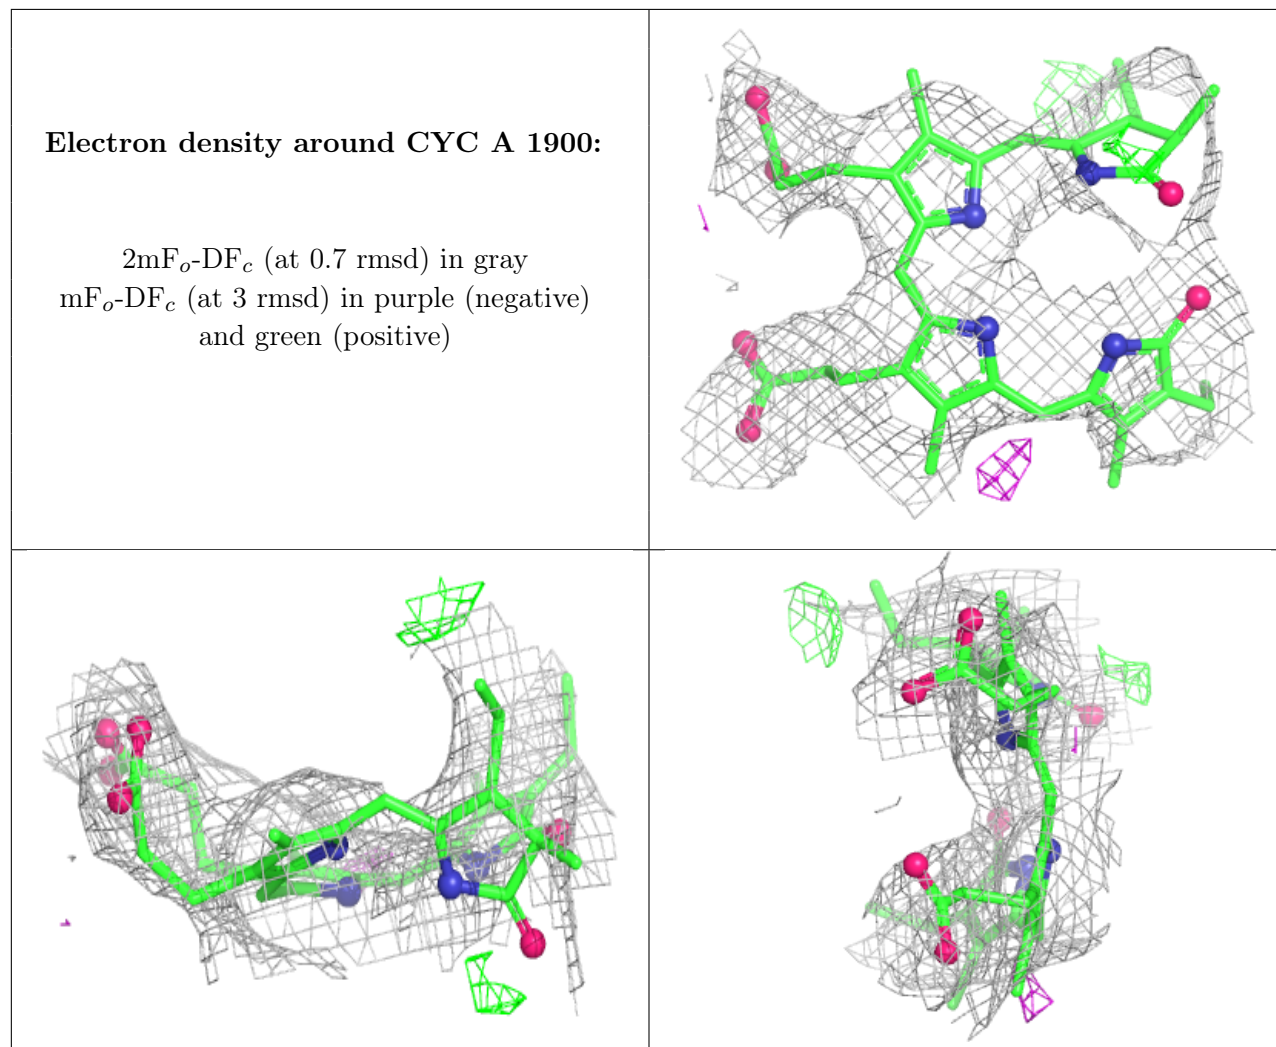 Electron density around CYC A 1900:
2mFo-DFc (at 0.7 rmsd) in gray
mFo-DFc (at 3 rmsd) in purple (negative)
and green (positive)